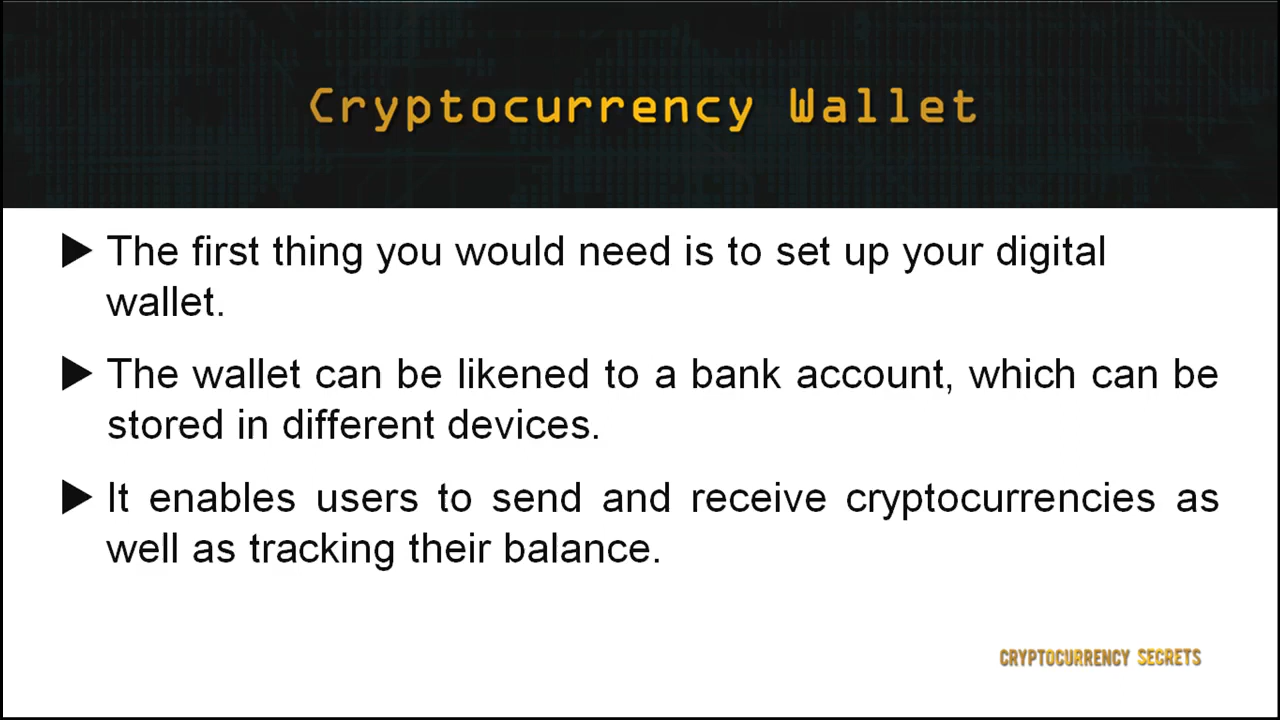 Cryptocurrency Wallet
The first thing you would need is to set up your digital
wallet.
The wallet can be likened to a bank account, which can be
stored in different devices.
It enables users to send and receive cryptocurrencies as
well as tracking their balance.
CRYPTOCURRENCY SECRETS